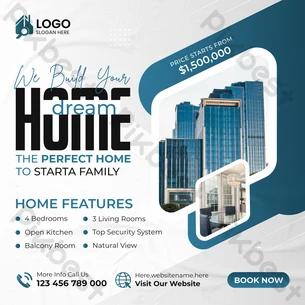 LOGO
SLOGAN HERE
PRICE STARTS FROM
$1,500,000
We Build Your
dream
HOME
THE PERFECT HOME
TO STARTA FAMILY
HOME FEATURES
4 Bedrooms
3 Living Rooms
Open Kitchen
Top Security System
Balcony Room
Natural View
More Info Call Us
123 456 789 000
Here,websitename.here
Visit Our Website
BOOK NOW